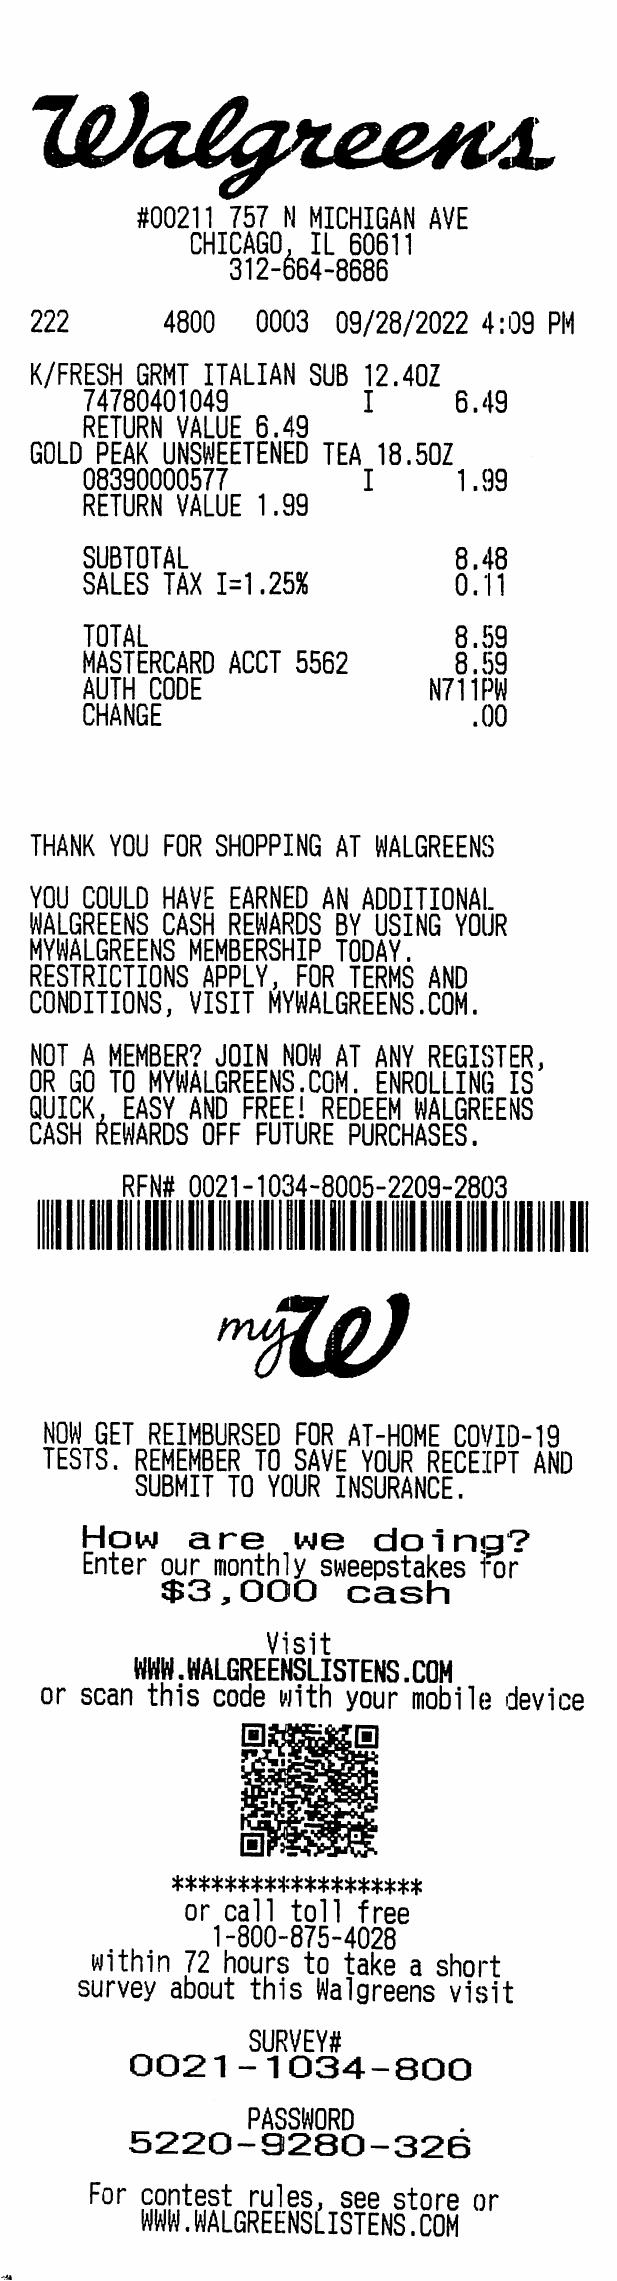 Walgreens
#00211 757 N MICHIGAN AVE
CHICAGO, IL 60611
312-664-8686
222 4800 0003 09/28/2022 4:09 PM
K/FRESH GRMT ITALIAN SUB 12.4OZ
74780401049 I 6.49
RETURN VALUE 6.49
GOLD PEAK UNSWEETENED TEA 18.5OZ
08390000577 I 1.99
RETURN VALUE 1.99
SUBTOTAL 8.48
SALES TAX I=1.25% 0.11
TOTAL 8.59
MASTERCARD ACCT 5562 8.59
AUTH CODE N711PW
CHANGE .00
THANK YOU FOR SHOPPING AT WALGREENS
YOU COULD HAVE EARNED AN ADDITIONAL
WALGREENS CASH REWARDS BY USING YOUR
MYWALGREENS MEMBERSHIP TODAY.
RESTRICTIONS APPLY, FOR TERMS AND
CONDITIONS, VISIT MYWALGREENS.COM.
NOT A MEMBER? JOIN NOW AT ANY REGISTER,
OR GO TO MYWALGREENS.COM. ENROLLING IS
QUICK, EASY AND FREE! REDEEM WALGREENS
CASH REWARDS OFF FUTURE PURCHASES.
RFN# 0021-1034-8005-2209-2803
myW
NOW GET REIMBURSED FOR AT-HOME COVID-19
TESTS. REMEMBER TO SAVE YOUR RECEIPT AND
SUBMIT TO YOUR INSURANCE.
How are we doing?
Enter our monthly sweepstakes for
$3,000 cash
Visit
WWW.WALGREENSLISTENS.COM
or scan this code with your mobile device
*******************
or call toll free
1-800-875-4028
within 72 hours to take a short
survey about this Walgreens visit
SURVEY#
0021-1034-800
PASSWORD
5220-9280-326
For contest rules, see store or
WWW.WALGREENSLISTENS.COM